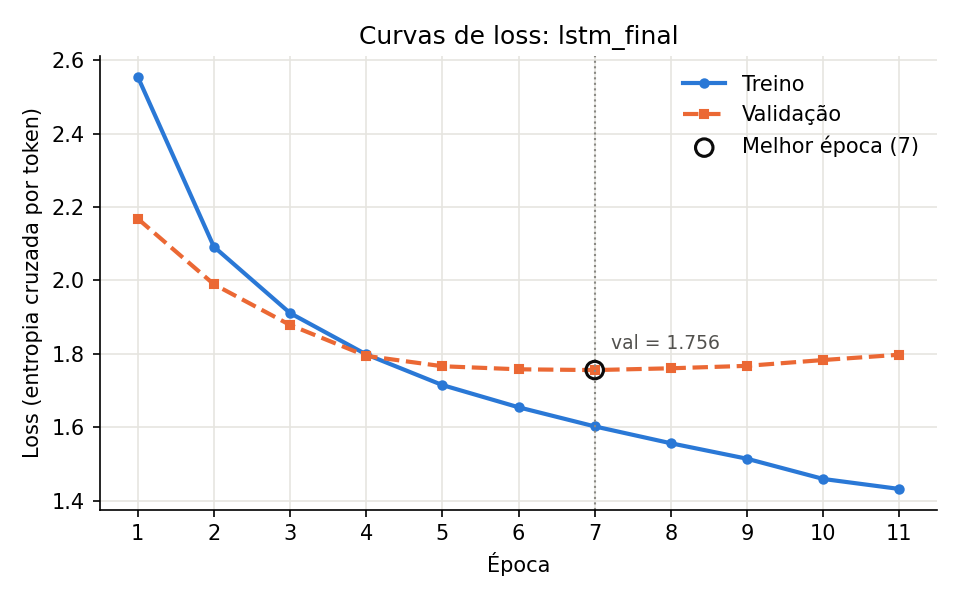 Curvas de loss: lstm_final
Loss (entropia cruzada por token)
2.6
2.4
2.2
2.0
1.8
1.6
1.4
Treino
Validação
Melhor época (7)
val = 1.756
1 2 3 4 5 6 7 8 9 10 11
Época